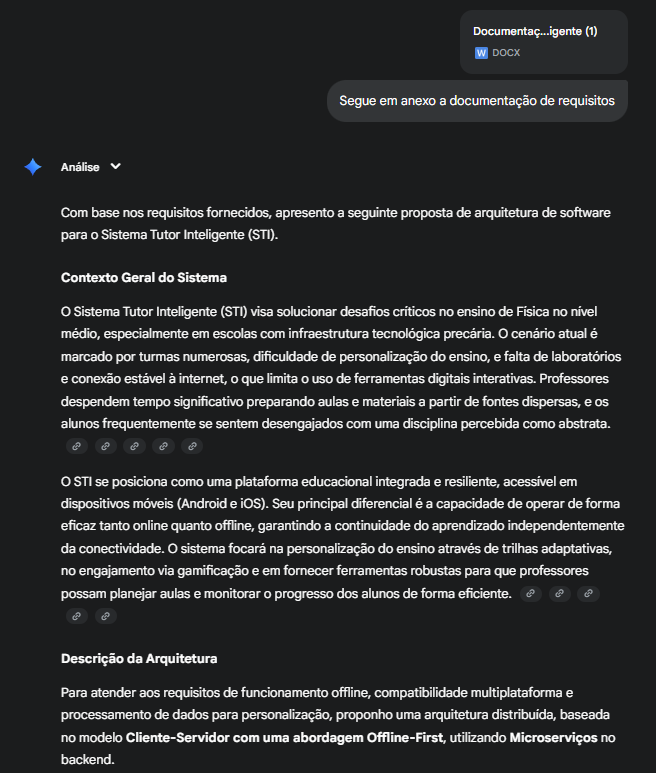 Documentaç...igente (1)
W DOCX
Segue em anexo a documentação de requisitos
Análise
Com base nos requisitos fornecidos, apresento a seguinte proposta de arquitetura de software
para o Sistema Tutor Inteligente (STI).
Contexto Geral do Sistema
O Sistema Tutor Inteligente (STI) visa solucionar desafios críticos no ensino de Física no nível
médio, especialmente em escolas com infraestrutura tecnológica precária. O cenário atual é
marcado por turmas numerosas, dificuldade de personalização do ensino, e falta de laboratórios
e conexão estável à internet, o que limita o uso de ferramentas digitais interativas. Professores
despendem tempo significativo preparando aulas e materiais a partir de fontes dispersas, e os
alunos frequentemente se sentem desengajados com uma disciplina percebida como abstrata.
O STI se posiciona como uma plataforma educacional integrada e resiliente, acessível em
dispositivos móveis (Android e iOS). Seu principal diferencial é a capacidade de operar de forma
eficaz tanto online quanto offline, garantindo a continuidade do aprendizado independentemente
da conectividade. O sistema focará na personalização do ensino através de trilhas adaptativas,
no engajamento via gamificação e em fornecer ferramentas robustas para que professores
possam planejar aulas e monitorar o progresso dos alunos de forma eficiente.
Descrição da Arquitetura
Para atender aos requisitos de funcionamento offline, compatibilidade multiplataforma e
processamento de dados para personalização, proponho uma arquitetura distribuída, baseada
no modelo Cliente-Servidor com uma abordagem Offline-First, utilizando Microserviços no
backend.